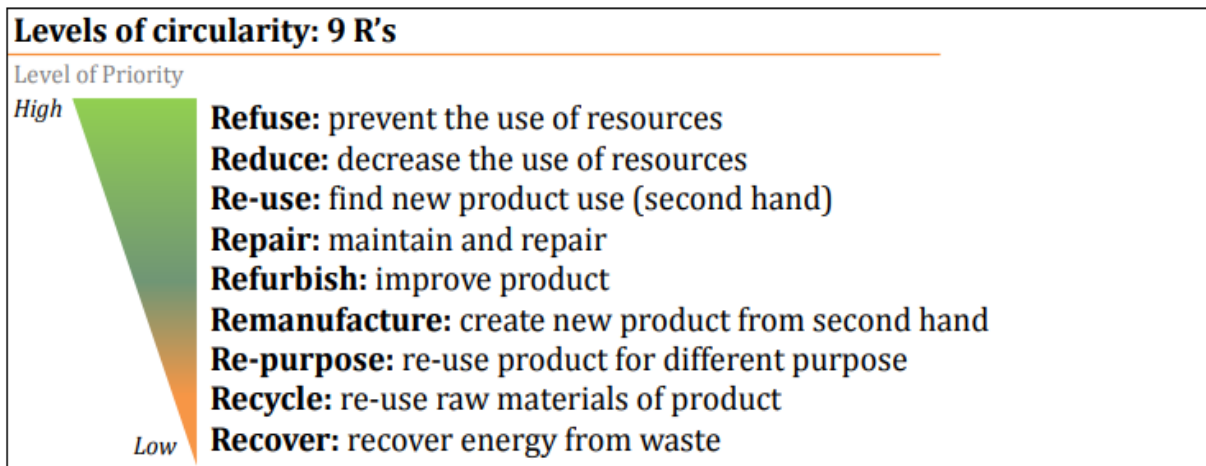 Levels of circularity: 9 R's
Level of Priority
High
Refuse: prevent the use of resources
Reduce: decrease the use of resources
Re-use: find new product use (second hand)
Repair: maintain and repair
Refurbish: improve product
Remanufacture: create new product from second hand
Re-purpose: re-use product for different purpose
Recycle: re-use raw materials of product
Low
Recover: recover energy from waste